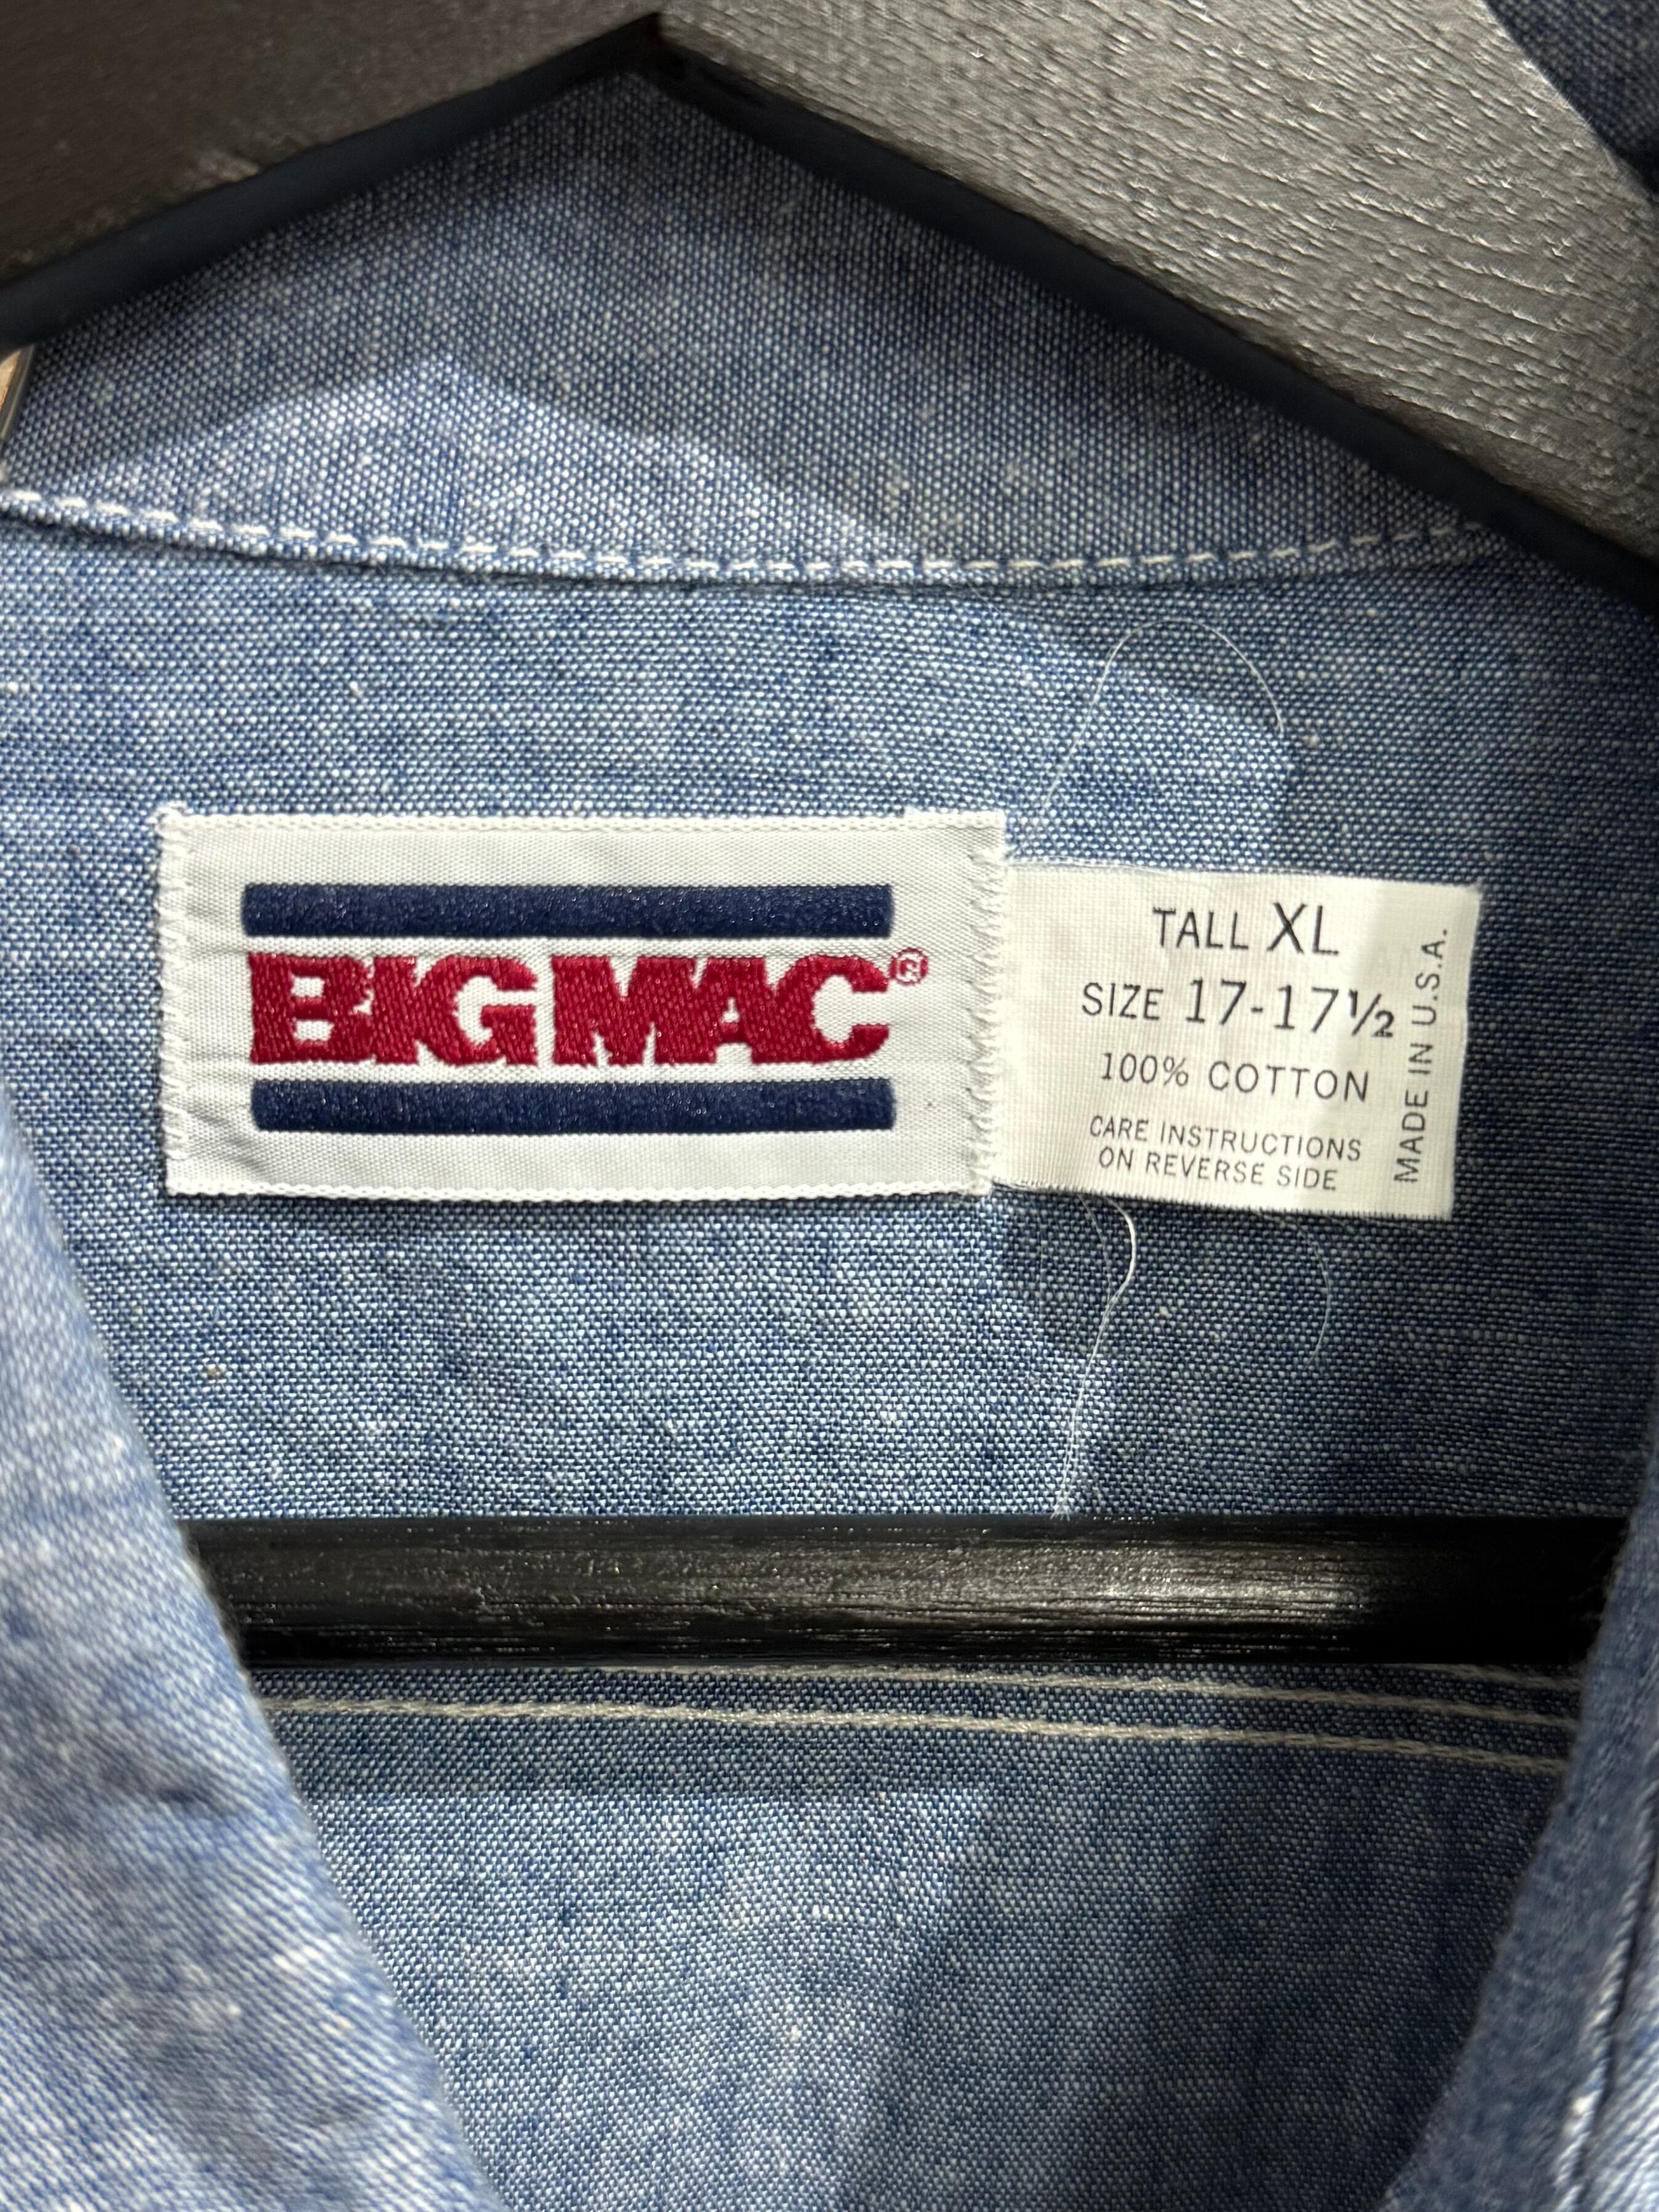 BIG MAC®
TALL XL
SIZE 17-17½
100% COTTON
CARE INSTRUCTIONS
ON REVERSE SIDE
MADE IN U.S.A.